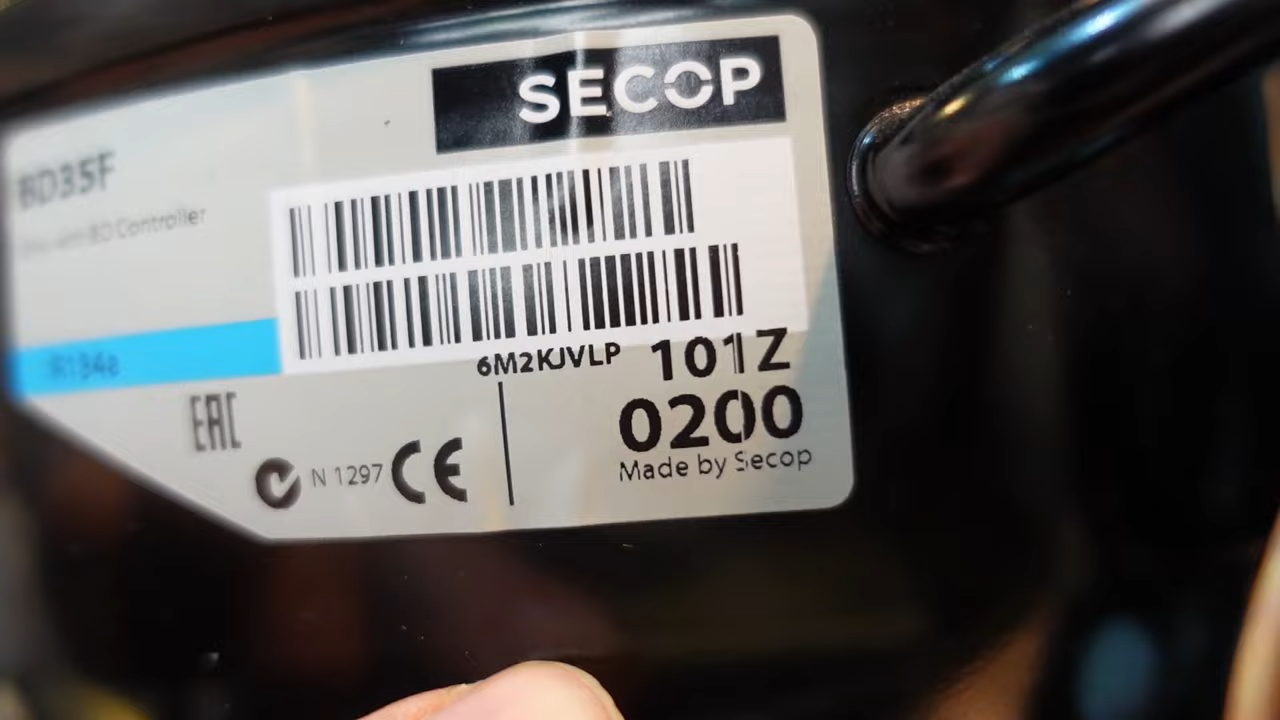 SECOP
BD35F
BD Controller
R134a
6M2KJVLP 101Z
0200
Made by Secop
EAC
N 1297 CE